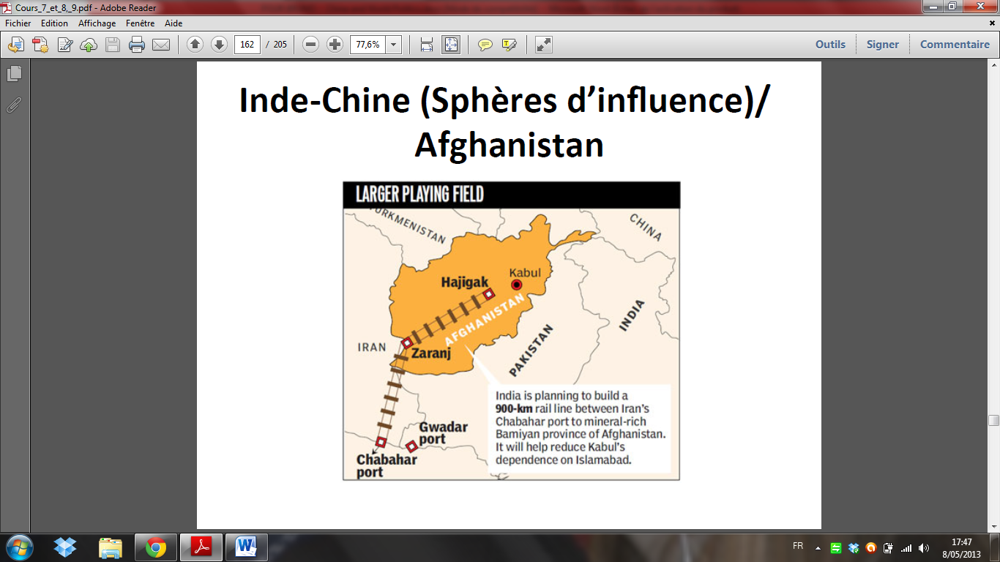 Cours_7_et_8,_9.pdf - Adobe Reader
Fichier Edition Affichage Fenêtre Aide
162 / 205 77,6% Outils Signer Commentaire
Inde-Chine (Sphères d’influence)/
Afghanistan
LARGER PLAYING FIELD
TURKMENISTAN
CHINA
Kabul
Hajigak
AFGHANISTAN
INDIA
IRAN
Zaranj
PAKISTAN
India is planning to build a
900-km rail line between Iran’s
Chabahar port to mineral-rich
Bamiyan province of Afghanistan.
It will help reduce Kabul’s
dependence on Islamabad.
Gwadar
port
Chabahar
port
FR
17:47
8/05/2013